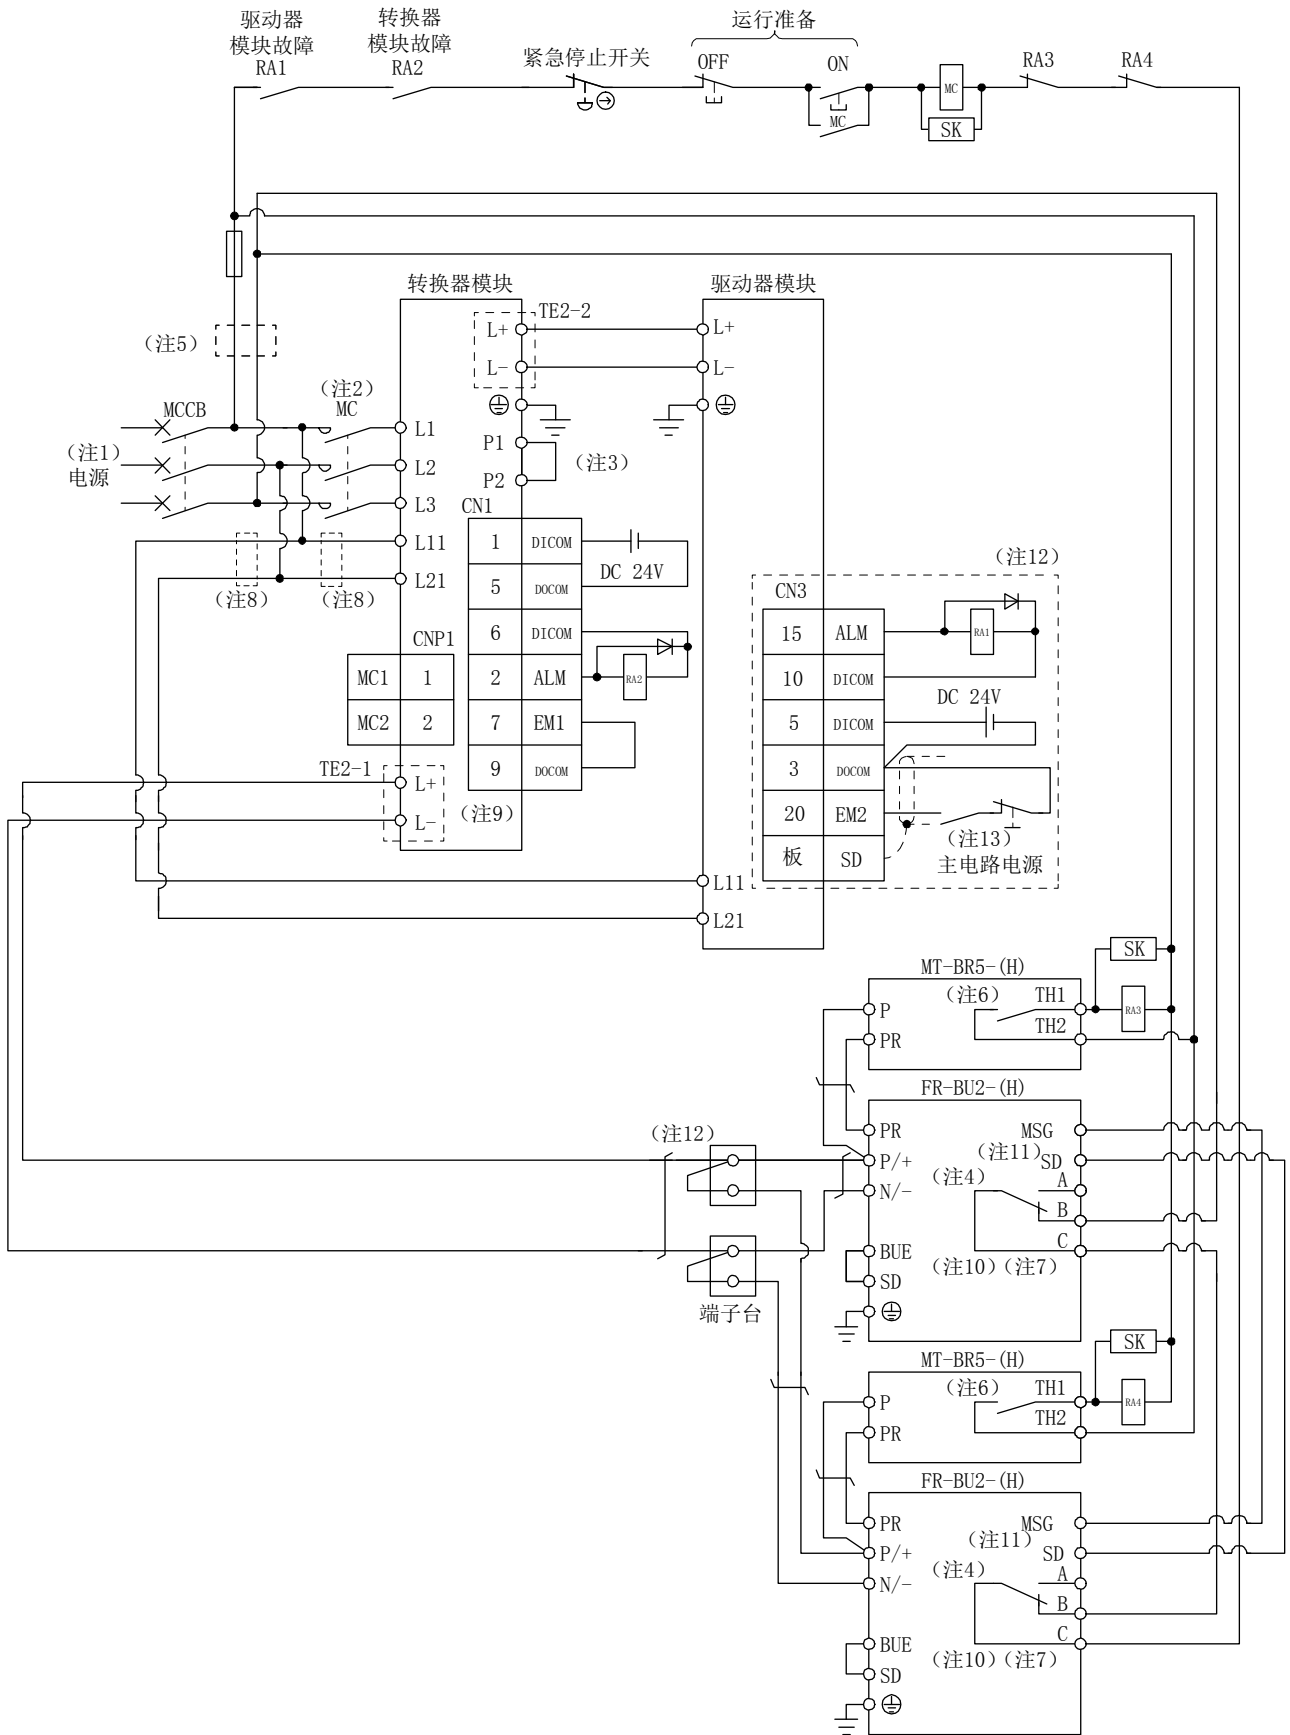 驱动器
模块故障
RA1
转换器
模块故障
RA2
紧急停止开关
运行准备
OFF
ON
MC
MC
SK
RA3
RA4
转换器模块
驱动器模块
TE2-2
L+
L-
L+
L-
（注5）
（注2）
MCCB
MC
（注1）
电源
L1
L2
L3
L11
L21
P1
P2
（注3）
（注8）
（注8）
CN1
1 DICOM
5 DOCOM
6 DICOM
2 ALM
7 EM1
9 DOCOM
DC 24V
RA2
CNP1
MC1 1
MC2 2
TE2-1
L+
L-
（注9）
（注12）
CN3
15 ALM
10 DICOM
5 DICOM
3 DOCOM
20 EM2
板 SD
RA1
DC 24V
（注13）
主电路电源
L11
L21
MT-BR5-(H)
（注6）
P
PR
TH1
TH2
SK
RA3
FR-BU2-(H)
PR
P/+
N/-
BUE
SD
MSG
（注11）
SD
（注4）
A
B
C
（注10）（注7）
（注12）
端子台
MT-BR5-(H)
（注6）
P
PR
TH1
TH2
SK
RA4
FR-BU2-(H)
PR
P/+
N/-
BUE
SD
MSG
（注11）
SD
（注4）
A
B
C
（注10）（注7）